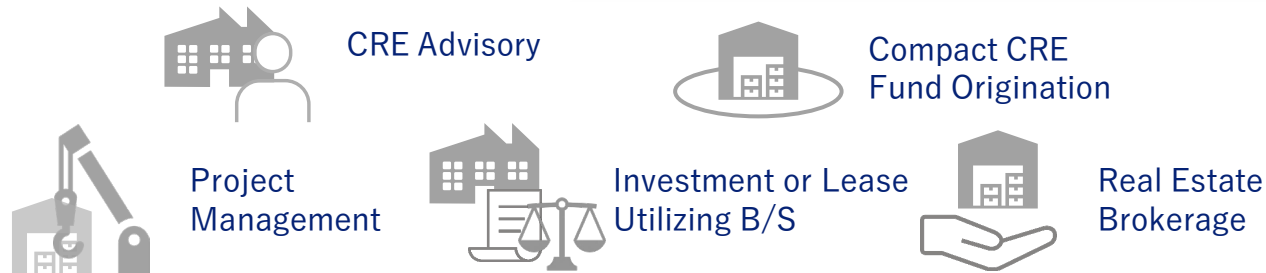 CRE Advisory
Compact CRE
Fund Origination
Project
Management
Investment or Lease
Utilizing B/S
Real Estate
Brokerage